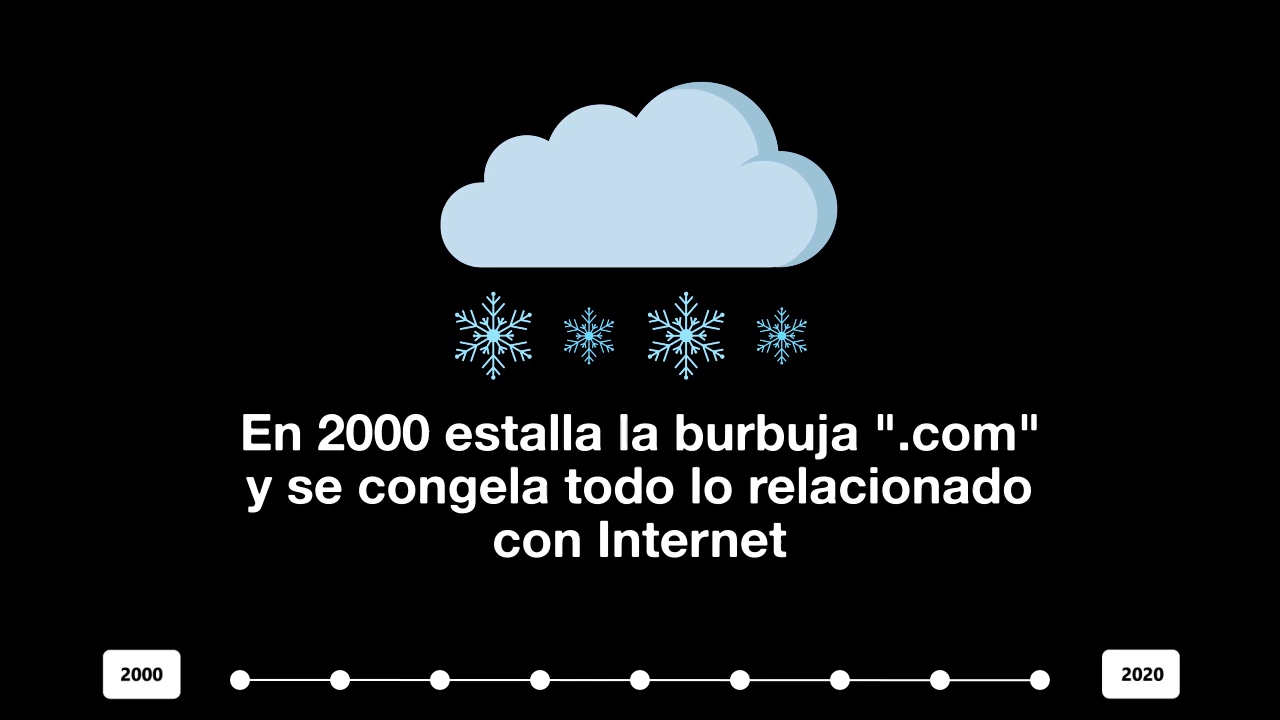 En 2000 estalla la burbuja ".com"
y se congela todo lo relacionado
con Internet
2000
2020